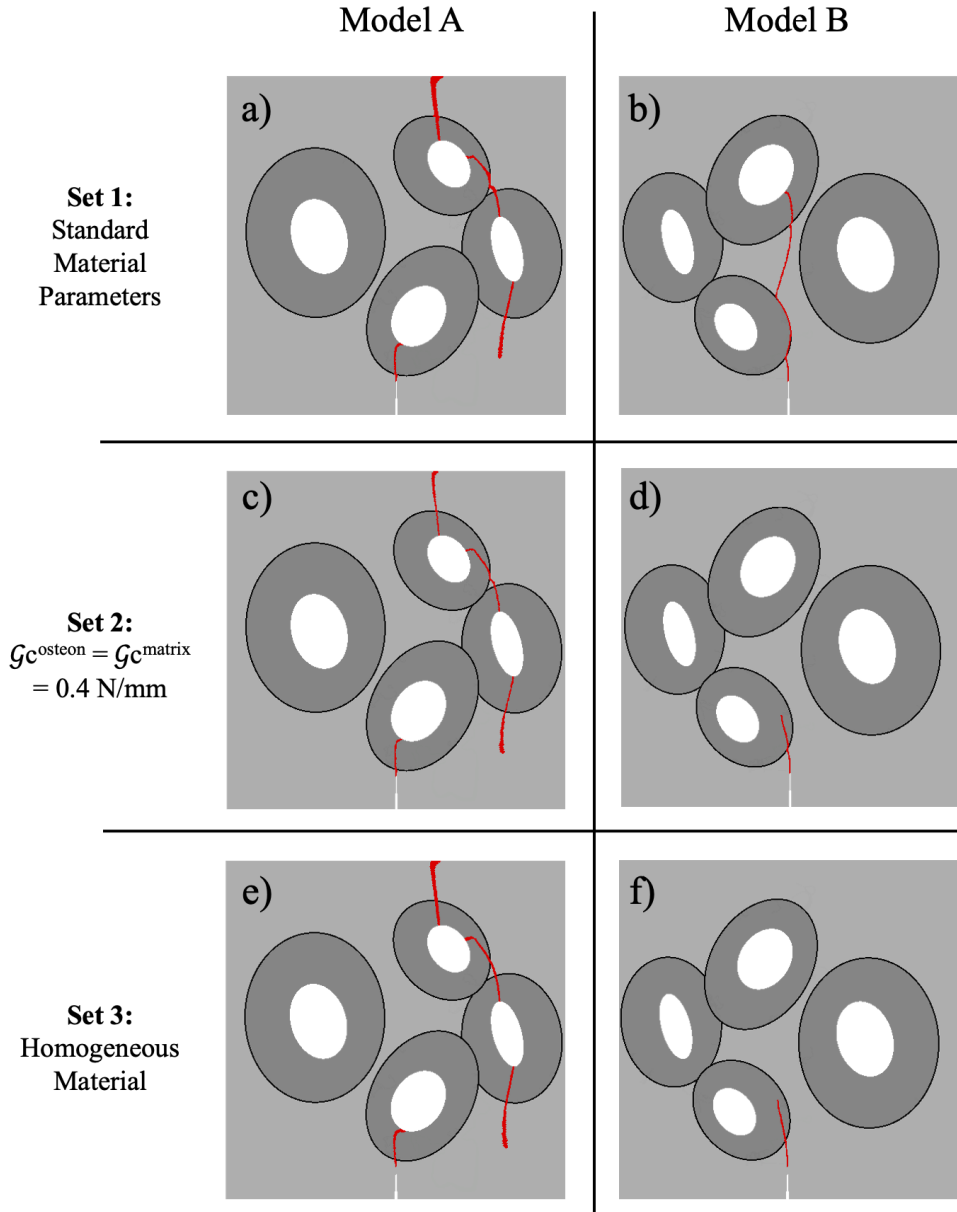 Model A
Model B
a)
b)
Set 1:
Standard
Material
Parameters
c)
d)
Set 2:
𝒢c^osteon = 𝒢c^matrix
= 0.4 N/mm
e)
f)
Set 3:
Homogeneous
Material